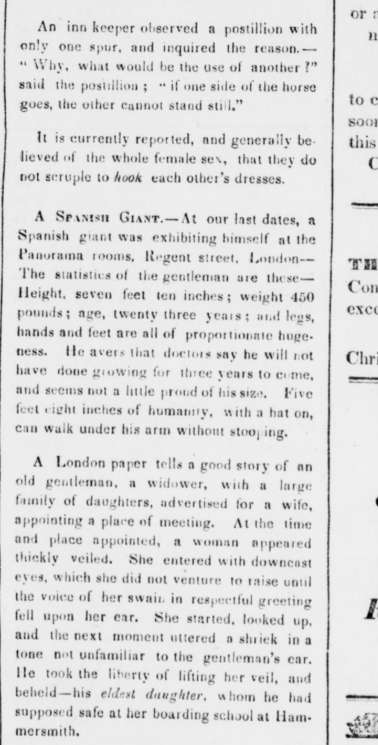 An inn keeper observed a postillion with
only one spur, and inquired the reason.—
" Why, what would be the use of another ?"
said the postillion ; " if one side of the horse
goes, the other cannot stand still."
It is currently reported, and generally be-
lieved of the whole female sex, that they do
not scruple to hook each other's dresses.
A SPANISH GIANT.—At our last dates, a
Spanish giant was exhibiting himself at the
Panorama rooms, Regent street, London—
The statistics of the gentleman are these—
Height, seven feet ten inches ; weight 450
pounds ; age, twenty three years ; and legs,
hands and feet are all of proportionate huge-
ness. He avers that doctors say he will not
have done growing for three years to come,
and seems not a little proud of his size. Five
feet eight inches of humanity, with a hat on,
can walk under his arm without stooping.
A London paper tells a good story of an
old gentleman, a widower, with a large
family of daughters, advertised for a wife,
appointing a place of meeting. At the time
and place appointed, a woman appeared
thickly veiled. She entered with downcast
eyes, which she did not venture to raise until
the voice of her swain in respectful greeting
fell upon her ear. She started, looked up,
and the next moment uttered a shriek in a
tone not unfamiliar to the gentleman's ear.
He took the liberty of lifting her veil, and
beheld—his eldest daughter, whom he had
supposed safe at her boarding school at Ham-
mersmith.
or
to c
soon
this
C
TH
Con
exc
Chri